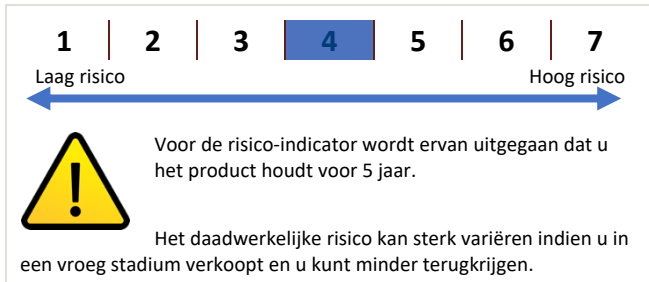 1 2 3 4 5 6 7
Laag risico Hoog risico
Voor de risico-indicator wordt ervan uitgegaan dat u
het product houdt voor 5 jaar.
Het daadwerkelijke risico kan sterk variëren indien u in
een vroeg stadium verkoopt en u kunt minder terugkrijgen.